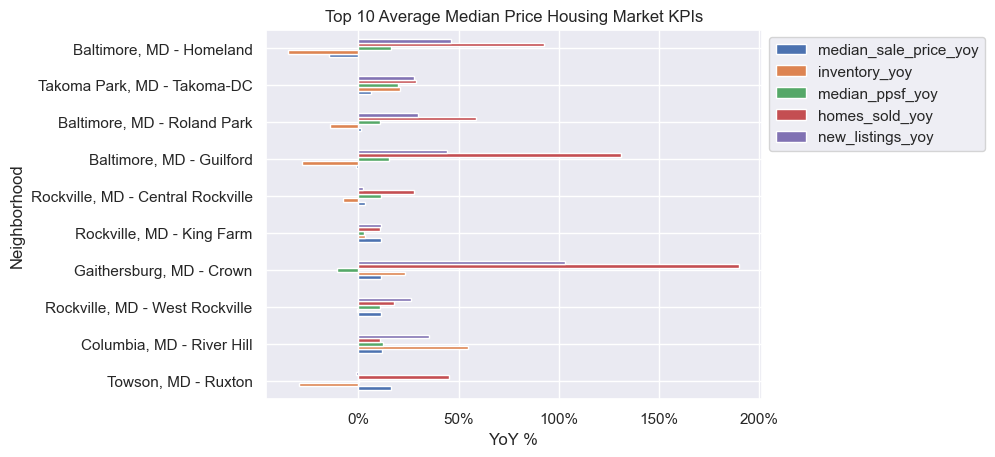 Top 10 Average Median Price Housing Market KPIs
Baltimore, MD - Homeland
Takoma Park, MD - Takoma-DC
Baltimore, MD - Roland Park
Baltimore, MD - Guilford
Rockville, MD - Central Rockville
Rockville, MD - King Farm
Gaithersburg, MD - Crown
Rockville, MD - West Rockville
Columbia, MD - River Hill
Towson, MD - Ruxton
Neighborhood
0%
50%
100%
150%
200%
YoY %
median_sale_price_yoy
inventory_yoy
median_ppsf_yoy
homes_sold_yoy
new_listings_yoy